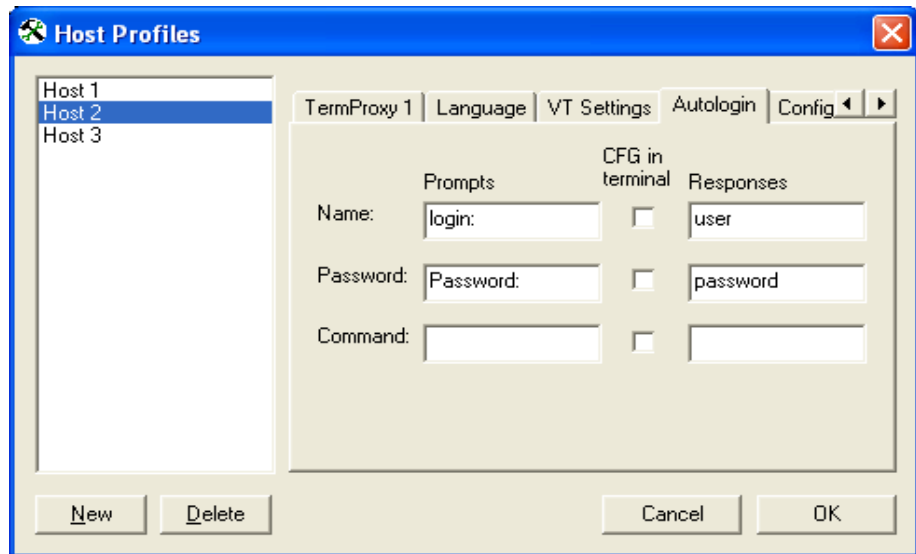 Host Profiles
Host 1
Host 2
Host 3
TermProxy 1 Language VT Settings Autologin Config
Prompts CFG in terminal Responses
Name: login: user
Password: Password: password
Command:
New Delete Cancel OK